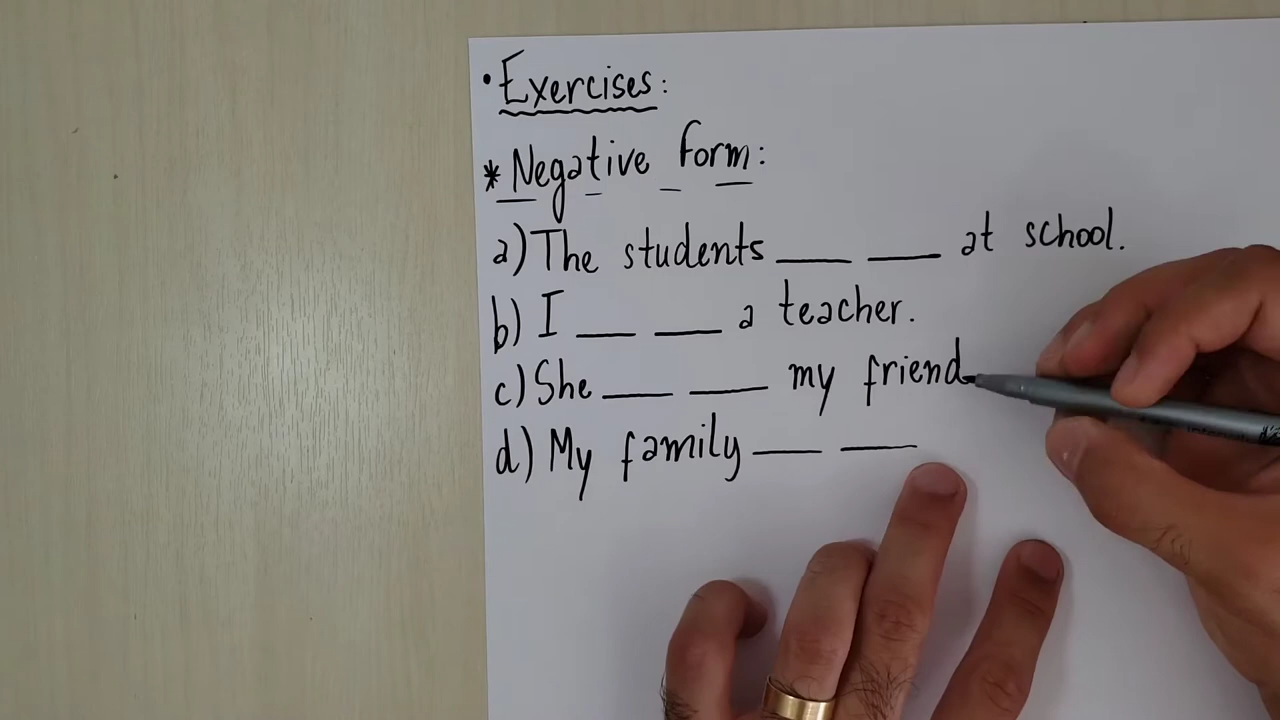 • Exercises:
* Negative form:
a) The students ___ ___ at school.
b) I ___ ___ a teacher.
c) She ___ ___ my friend
d) My family ___ ___